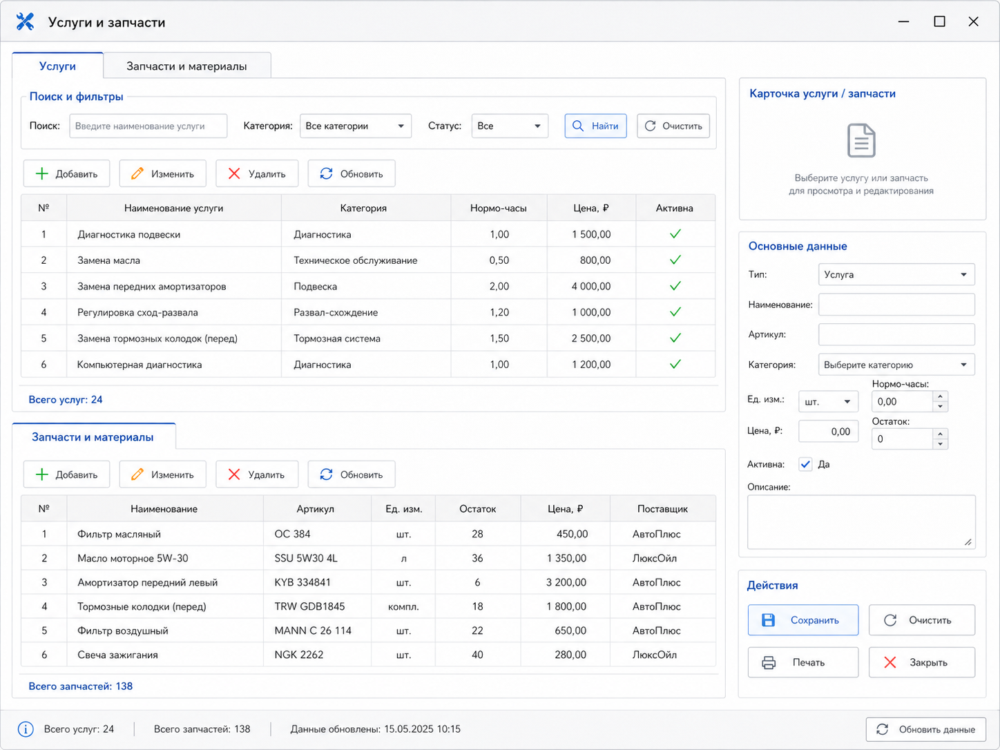 Услуги и запчасти
Услуги
Запчасти и материалы
Поиск и фильтры
Поиск: Введите наименование услуги Категория: Все категории Статус: Все Найти Очистить
Добавить Изменить Удалить Обновить
№ Наименование услуги Категория Нормо-часы Цена, ₽ Активна
1 Диагностика подвески Диагностика 1,00 1 500,00
2 Замена масла Техническое обслуживание 0,50 800,00
3 Замена передних амортизаторов Подвеска 2,00 4 000,00
4 Регулировка сход-развала Развал-схождение 1,20 1 000,00
5 Замена тормозных колодок (перед) Тормозная система 1,50 2 500,00
6 Компьютерная диагностика Диагностика 1,00 1 200,00
Всего услуг: 24
Запчасти и материалы
Добавить Изменить Удалить Обновить
№ Наименование Артикул Ед. изм. Остаток Цена, ₽ Поставщик
1 Фильтр масляный OC 384 шт. 28 450,00 АвтоПлюс
2 Масло моторное 5W-30 SSU 5W30 4L л 36 1 350,00 ЛюксОйл
3 Амортизатор передний левый KYB 334841 шт. 6 3 200,00 АвтоПлюс
4 Тормозные колодки (перед) TRW GDB1845 компл. 18 1 800,00 АвтоПлюс
5 Фильтр воздушный MANN C 26 114 шт. 22 650,00 АвтоПлюс
6 Свеча зажигания NGK 2262 шт. 40 280,00 ЛюксОйл
Всего запчастей: 138
Карточка услуги / запчасти
Выберите услугу или запчасть
для просмотра и редактирования
Основные данные
Тип: Услуга
Наименование:
Артикул:
Категория: Выберите категорию
Нормо-часы:
Ед. изм.: шт. 0,00
Остаток:
Цена, ₽: 0,00 0
Активна: Да
Описание:
Действия
Сохранить Очистить
Печать Закрыть
Всего услуг: 24 Всего запчастей: 138 Данные обновлены: 15.05.2025 10:15 Обновить данные